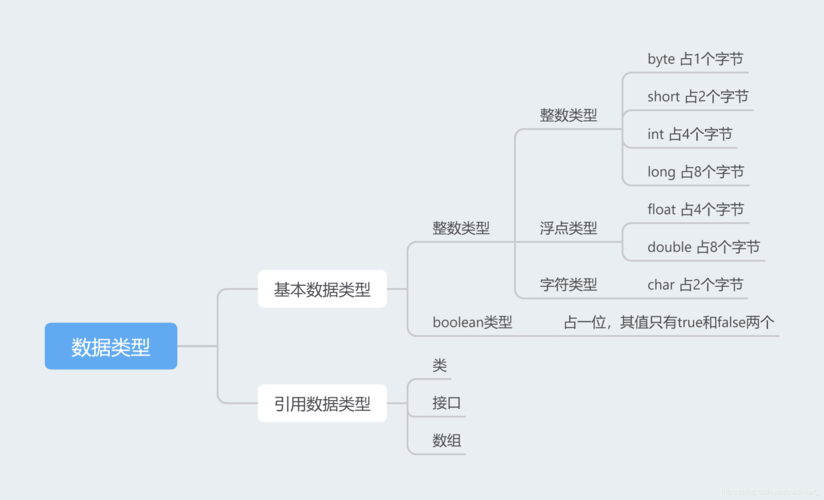 数据类型
基本数据类型
整数类型
整数类型
byte 占1个字节
short 占2个字节
int 占4个字节
long 占8个字节
浮点类型
float 占4个字节
double 占8个字节
字符类型
char 占2个字节
boolean类型
占一位，其值只有true和false两个
引用数据类型
类
接口
数组